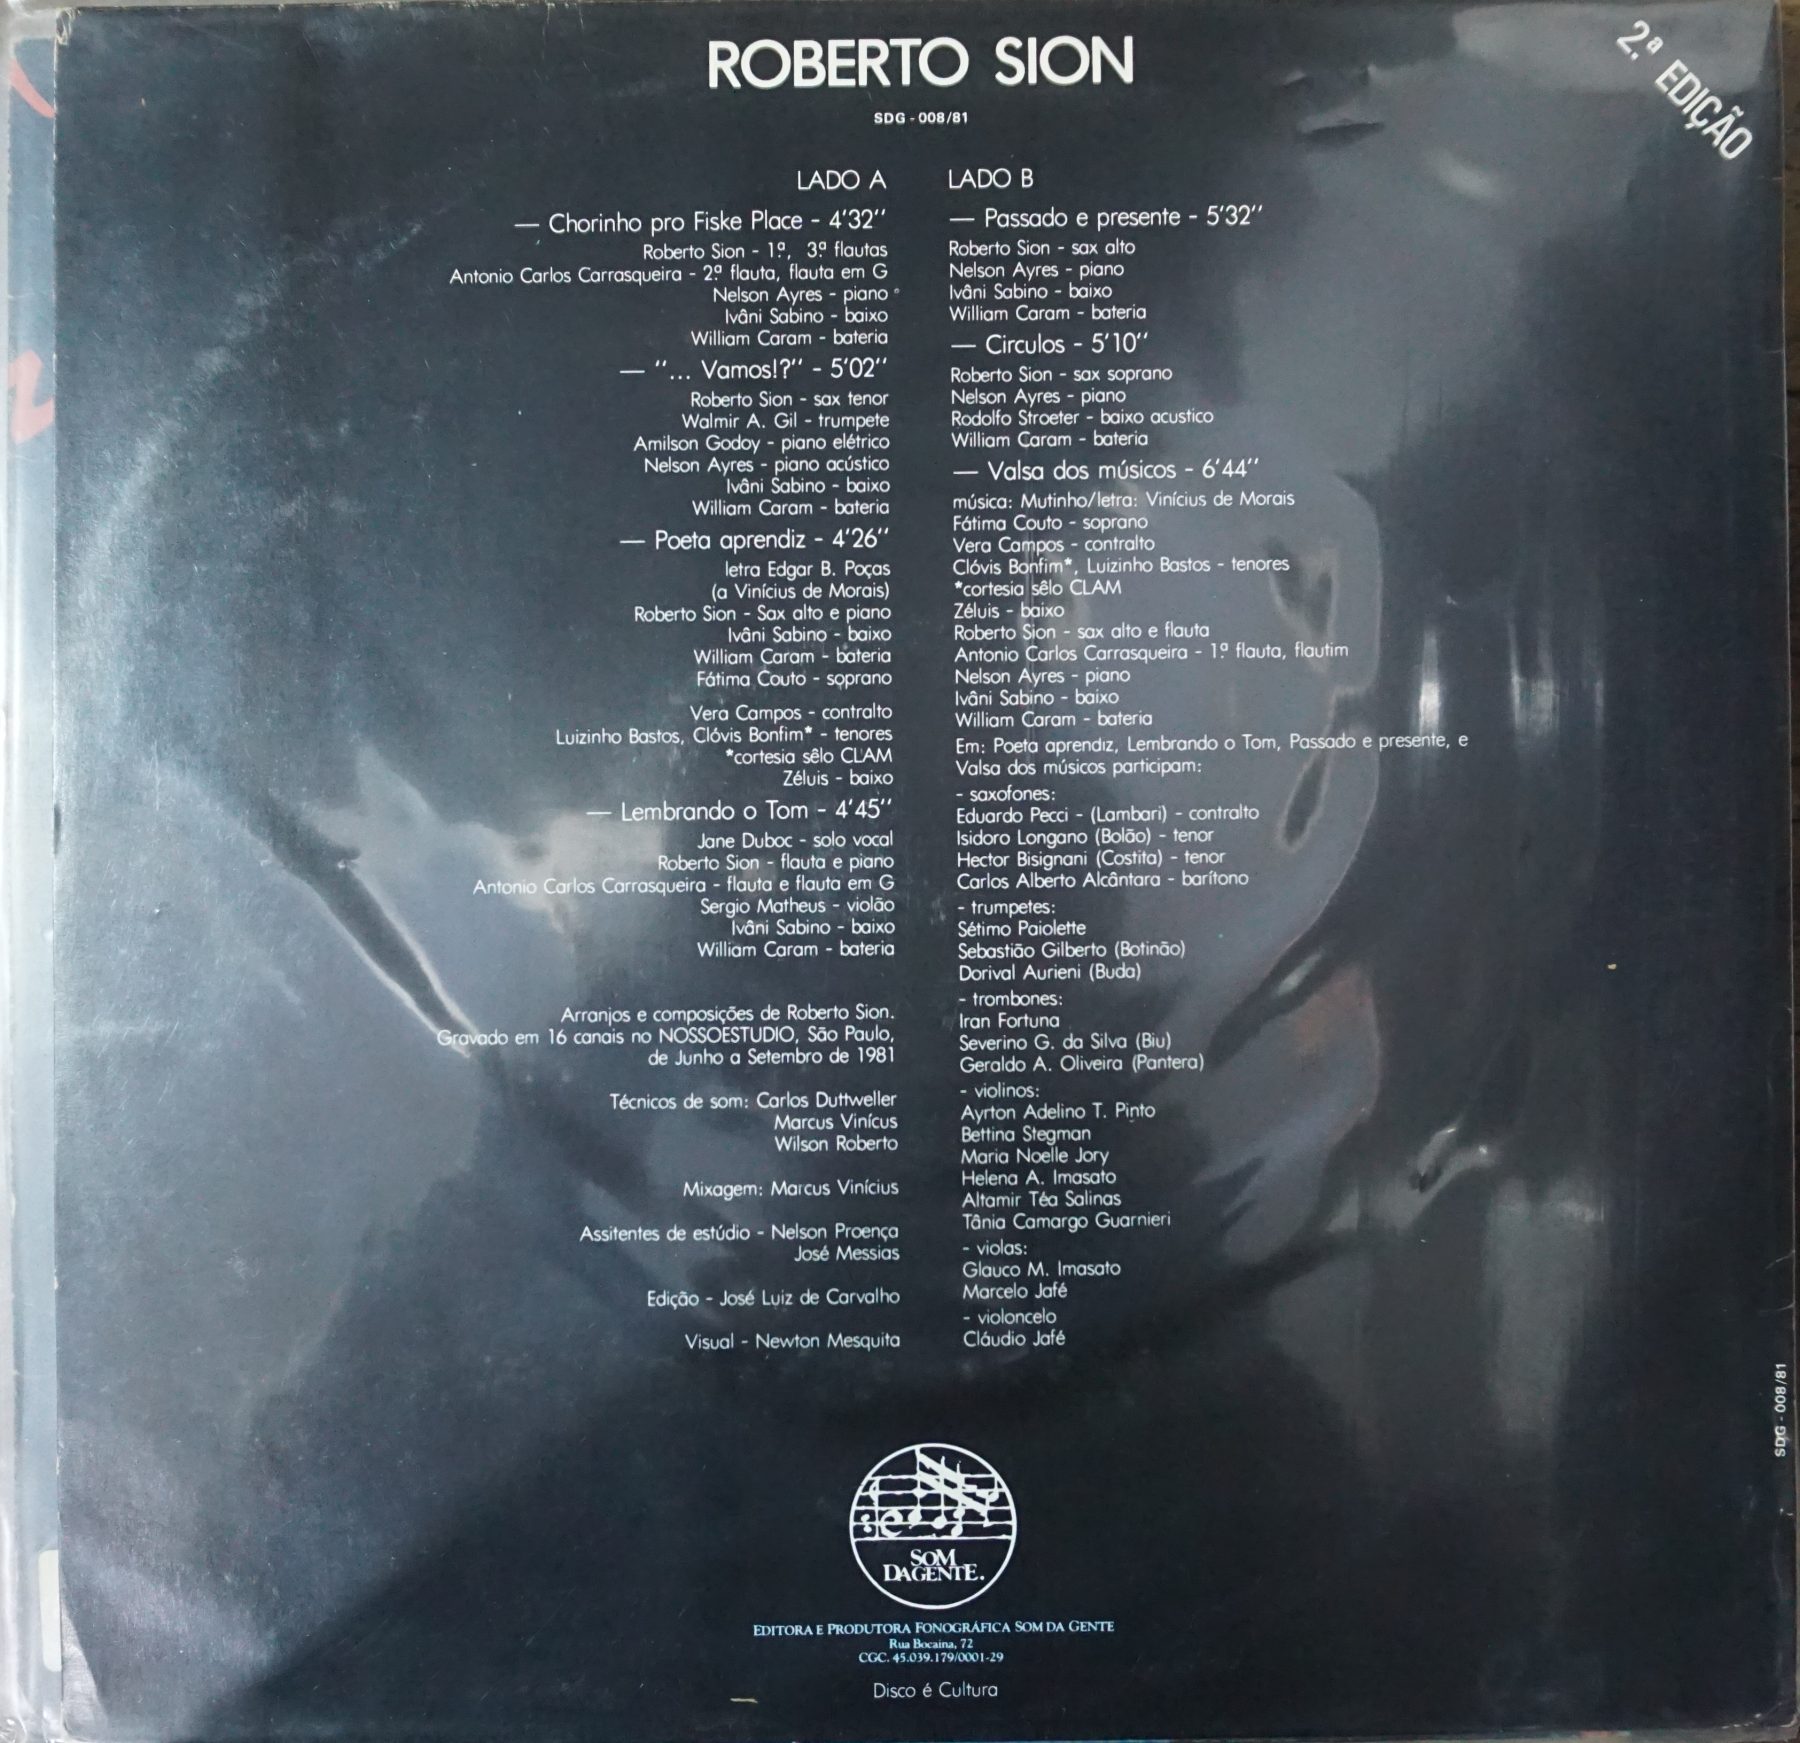 ROBERTO SION
2.ª EDIÇÃO
SDG - 008/81
LADO A
— Chorinho pro Fiske Place - 4'32''
Roberto Sion - 1ª, 3ª flautas
Antonio Carlos Carrasqueira - 2ª flauta, flauta em G
Nelson Ayres - piano
Ivâni Sabino - baixo
William Caram - bateria
— "... Vamos!?" - 5'02''
Roberto Sion - sax tenor
Walmir A. Gil - trumpete
Amilson Godoy - piano elétrico
Nelson Ayres - piano acústico
Ivâni Sabino - baixo
William Caram - bateria
— Poeta aprendiz - 4'26''
letra Edgar B. Poças
(a Vinícius de Morais)
Roberto Sion - Sax alto e piano
Ivâni Sabino - baixo
William Caram - bateria
Fátima Couto - soprano
Vera Campos - contralto
Luizinho Bastos, Clóvis Bonfim* - tenores
*cortesia sêlo CLAM
Zéluis - baixo
— Lembrando o Tom - 4'45''
Jane Duboc - solo vocal
Roberto Sion - flauta e piano
Antonio Carlos Carrasqueira - flauta e flauta em G
Sergio Matheus - violão
Ivâni Sabino - baixo
William Caram - bateria
Arranjos e composições de Roberto Sion.
Gravado em 16 canais no NOSSOESTUDIO, São Paulo,
de Junho a Setembro de 1981
Técnicos de som: Carlos Duttweller
Marcus Vinícus
Wilson Roberto
Mixagem: Marcus Vinícius
Assitentes de estúdio - Nelson Proença
José Messias
Edição - José Luiz de Carvalho
Visual - Newton Mesquita
LADO B
— Passado e presente - 5'32''
Roberto Sion - sax alto
Nelson Ayres - piano
Ivâni Sabino - baixo
William Caram - bateria
— Circulos - 5'10''
Roberto Sion - sax soprano
Nelson Ayres - piano
Rodolfo Stroeter - baixo acustico
William Caram - bateria
— Valsa dos músicos - 6'44''
música: Mutinho/letra: Vinícius de Morais
Fátima Couto - soprano
Vera Campos - contralto
Clóvis Bonfim*, Luizinho Bastos - tenores
*cortesia sêlo CLAM
Zéluis - baixo
Roberto Sion - sax alto e flauta
Antonio Carlos Carrasqueira - 1ª flauta, flautim
Nelson Ayres - piano
Ivâni Sabino - baixo
William Caram - bateria
Em: Poeta aprendiz, Lembrando o Tom, Passado e presente, e
Valsa dos músicos participam:
- saxofones:
Eduardo Pecci - (Lambari) - contralto
Isidoro Longano (Bolão) - tenor
Hector Bisignani (Costita) - tenor
Carlos Alberto Alcântara - barítono
- trumpetes:
Sétimo Paiolette
Sebastião Gilberto (Botinão)
Dorival Aurieni (Buda)
- trombones:
Iran Fortuna
Severino G. da Silva (Biu)
Geraldo A. Oliveira (Pantera)
- violinos:
Ayrton Adelino T. Pinto
Bettina Stegman
Maria Noelle Jory
Helena A. Imasato
Altamir Téa Salinas
Tânia Camargo Guarnieri
- violas:
Glauco M. Imasato
Marcelo Jafé
- violoncelo
Cláudio Jafé
SDG - 008/81
SOM
DAGENTE.
EDITORA E PRODUTORA FONOGRÁFICA SOM DA GENTE
Rua Bocaina, 72
CGC. 45.039.179/0001-29
Disco é Cultura